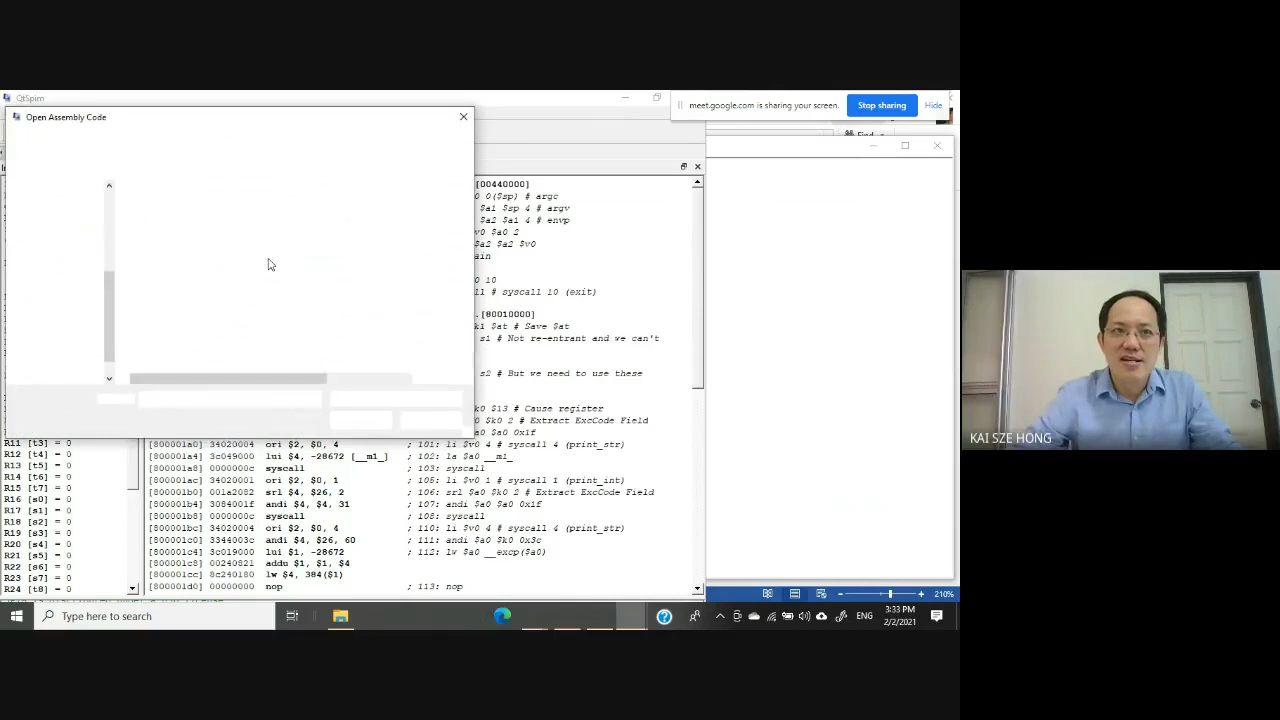 QtSpim
meet.google.com is sharing your screen.
Stop sharing
Hide
Open Assembly Code
Find
[00440000]
0 0($sp) # argc
$a1 $sp 4 # argv
$a2 $a1 4 # envp
v0 $a0 2
$a2 $a2 $v0
ain
0 10
ll # syscall 10 (exit)
.[80010000]
k1 $at # Save $at
s1 # Not re-entrant and we can't
s2 # But we need to use these
k0 $13 # Cause register
k0 2 # Extract ExcCode Field
a0 0x1f
R11 [t3] = 0
R12 [t4] = 0
R13 [t5] = 0
R14 [t6] = 0
R15 [t7] = 0
R16 [s0] = 0
R17 [s1] = 0
R18 [s2] = 0
R19 [s3] = 0
R20 [s4] = 0
R21 [s5] = 0
R22 [s6] = 0
R23 [s7] = 0
R24 [t8] = 0
[800001a0] 34020004 ori $2, $0, 4 ; 101: li $v0 4 # syscall 4 (print_str)
[800001a4] 3c049000 lui $4, -28672 [__m1_] ; 102: la $a0 __m1_
[800001a8] 0000000c syscall ; 103: syscall
[800001ac] 34020001 ori $2, $0, 1 ; 105: li $v0 1 # syscall 1 (print_int)
[800001b0] 001a2082 srl $4, $26, 2 ; 106: srl $a0 $k0 2 # Extract ExcCode Field
[800001b4] 3084001f andi $4, $4, 31 ; 107: andi $a0 $a0 0x1f
[800001b8] 0000000c syscall ; 108: syscall
[800001bc] 34020004 ori $2, $0, 4 ; 110: li $v0 4 # syscall 4 (print_str)
[800001c0] 3344003c andi $4, $26, 60 ; 111: andi $a0 $k0 0x3c
[800001c4] 3c019000 lui $1, -28672 ; 112: lw $a0 __excp($a0)
[800001c8] 00240821 addu $1, $1, $4
[800001cc] 8c240180 lw $4, 384($1)
[800001d0] 00000000 nop ; 113: nop
210%
Type here to search
ENG
3:33 PM
2/2/2021
KAI SZE HONG